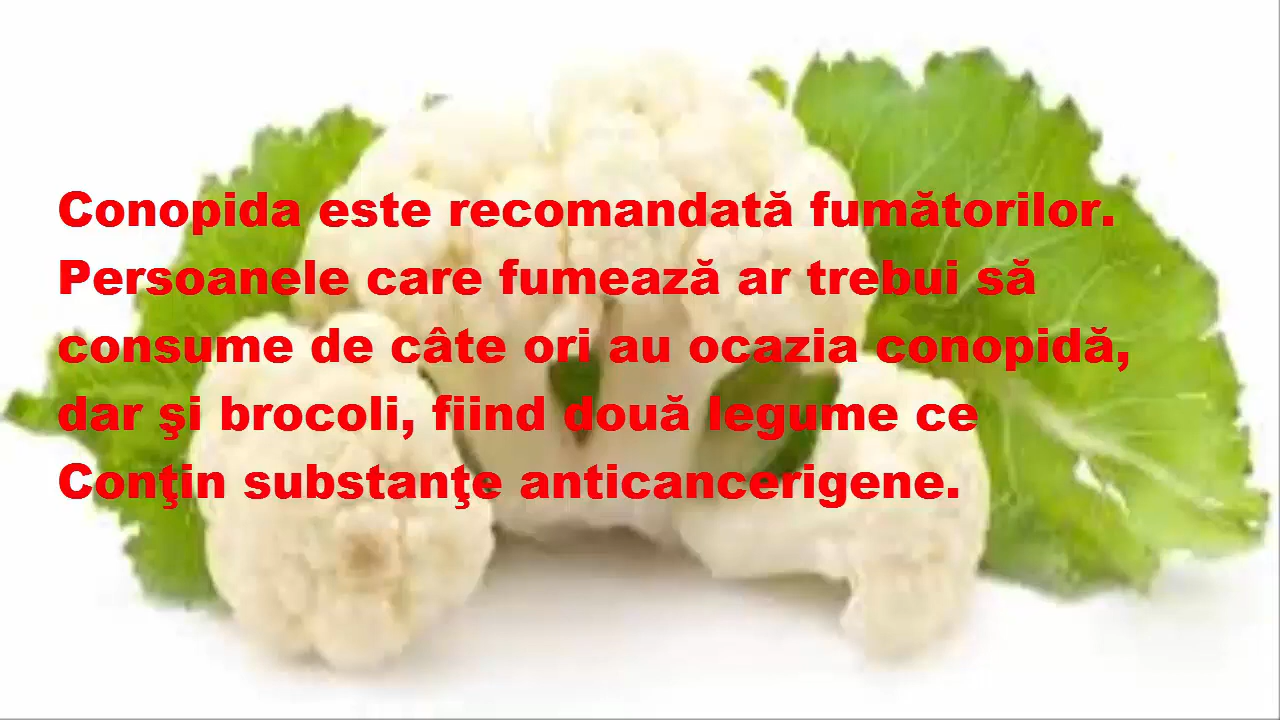 Conopida este recomandată fumătorilor.
Persoanele care fumează ar trebui să
consume de câte ori au ocazia conopidă,
dar şi brocoli, fiind două legume ce
Conţin substanţe anticancerigene.